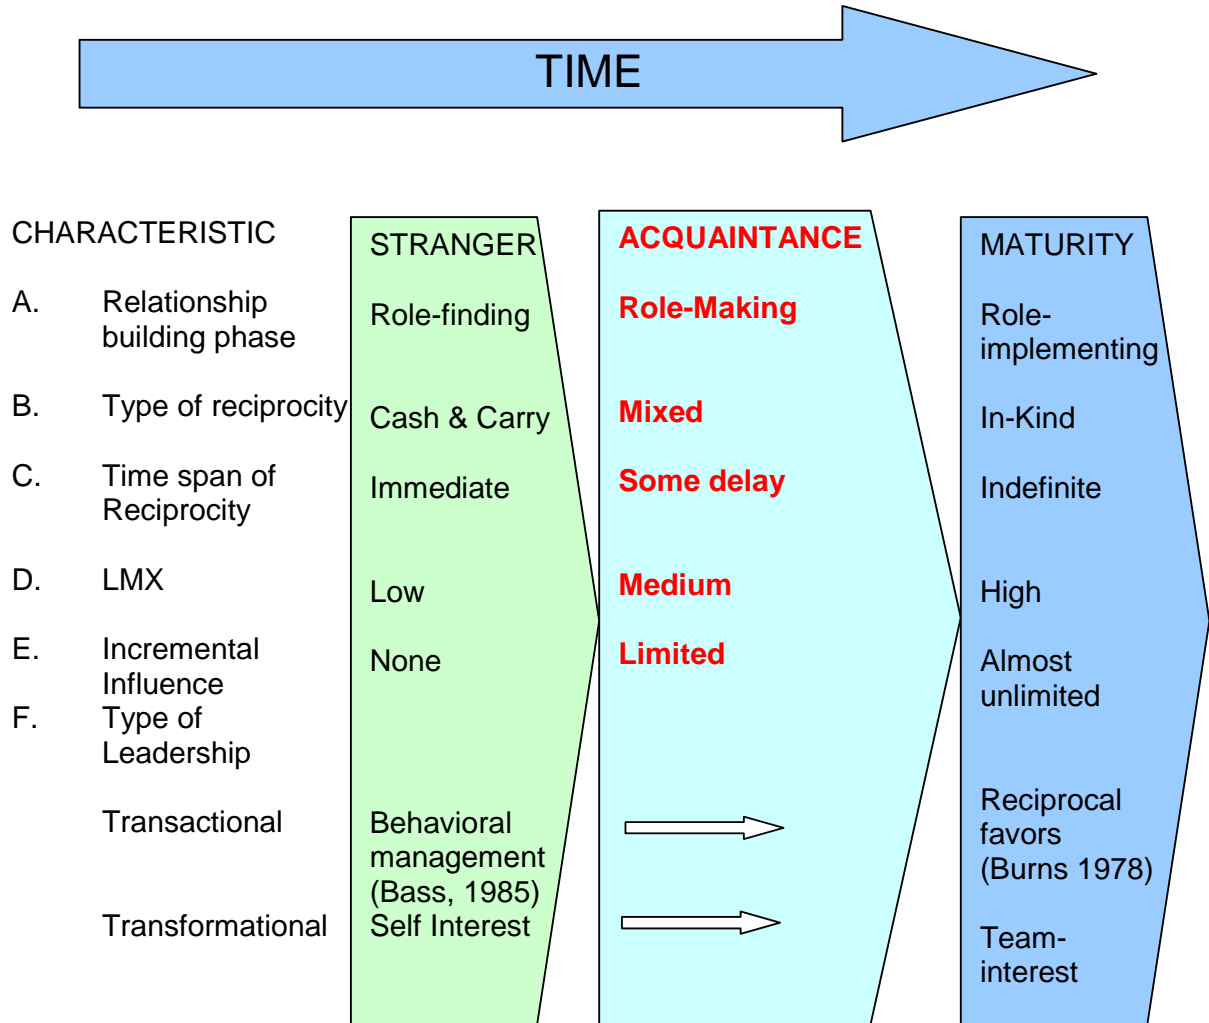 TIME
CHARACTERISTIC
STRANGER
ACQUAINTANCE
MATURITY
A. Relationship
building phase
Role-finding
Role-Making
Role-
implementing
B. Type of reciprocity
Cash & Carry
Mixed
In-Kind
C. Time span of
Reciprocity
Immediate
Some delay
Indefinite
D. LMX
Low
Medium
High
E. Incremental
Influence
None
Limited
Almost
unlimited
F. Type of
Leadership
Transactional
Behavioral
management
(Bass, 1985)
Reciprocal
favors
(Burns 1978)
Transformational
Self Interest
Team-
interest